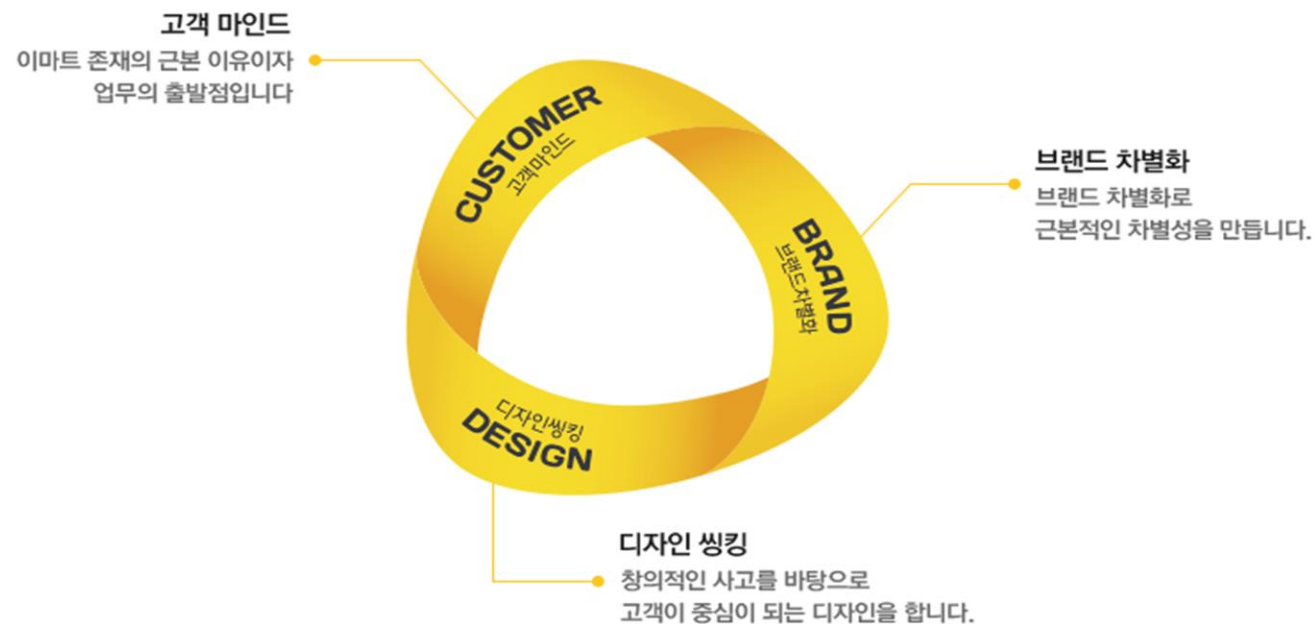 고객 마인드
이마트 존재의 근본 이유이자
업무의 출발점입니다
CUSTOMER
고객마인드
브랜드 차별화
브랜드 차별화로
근본적인 차별성을 만듭니다.
BRAND
브랜드차별화
디자인씽킹
DESIGN
디자인 씽킹
창의적인 사고를 바탕으로
고객이 중심이 되는 디자인을 합니다.